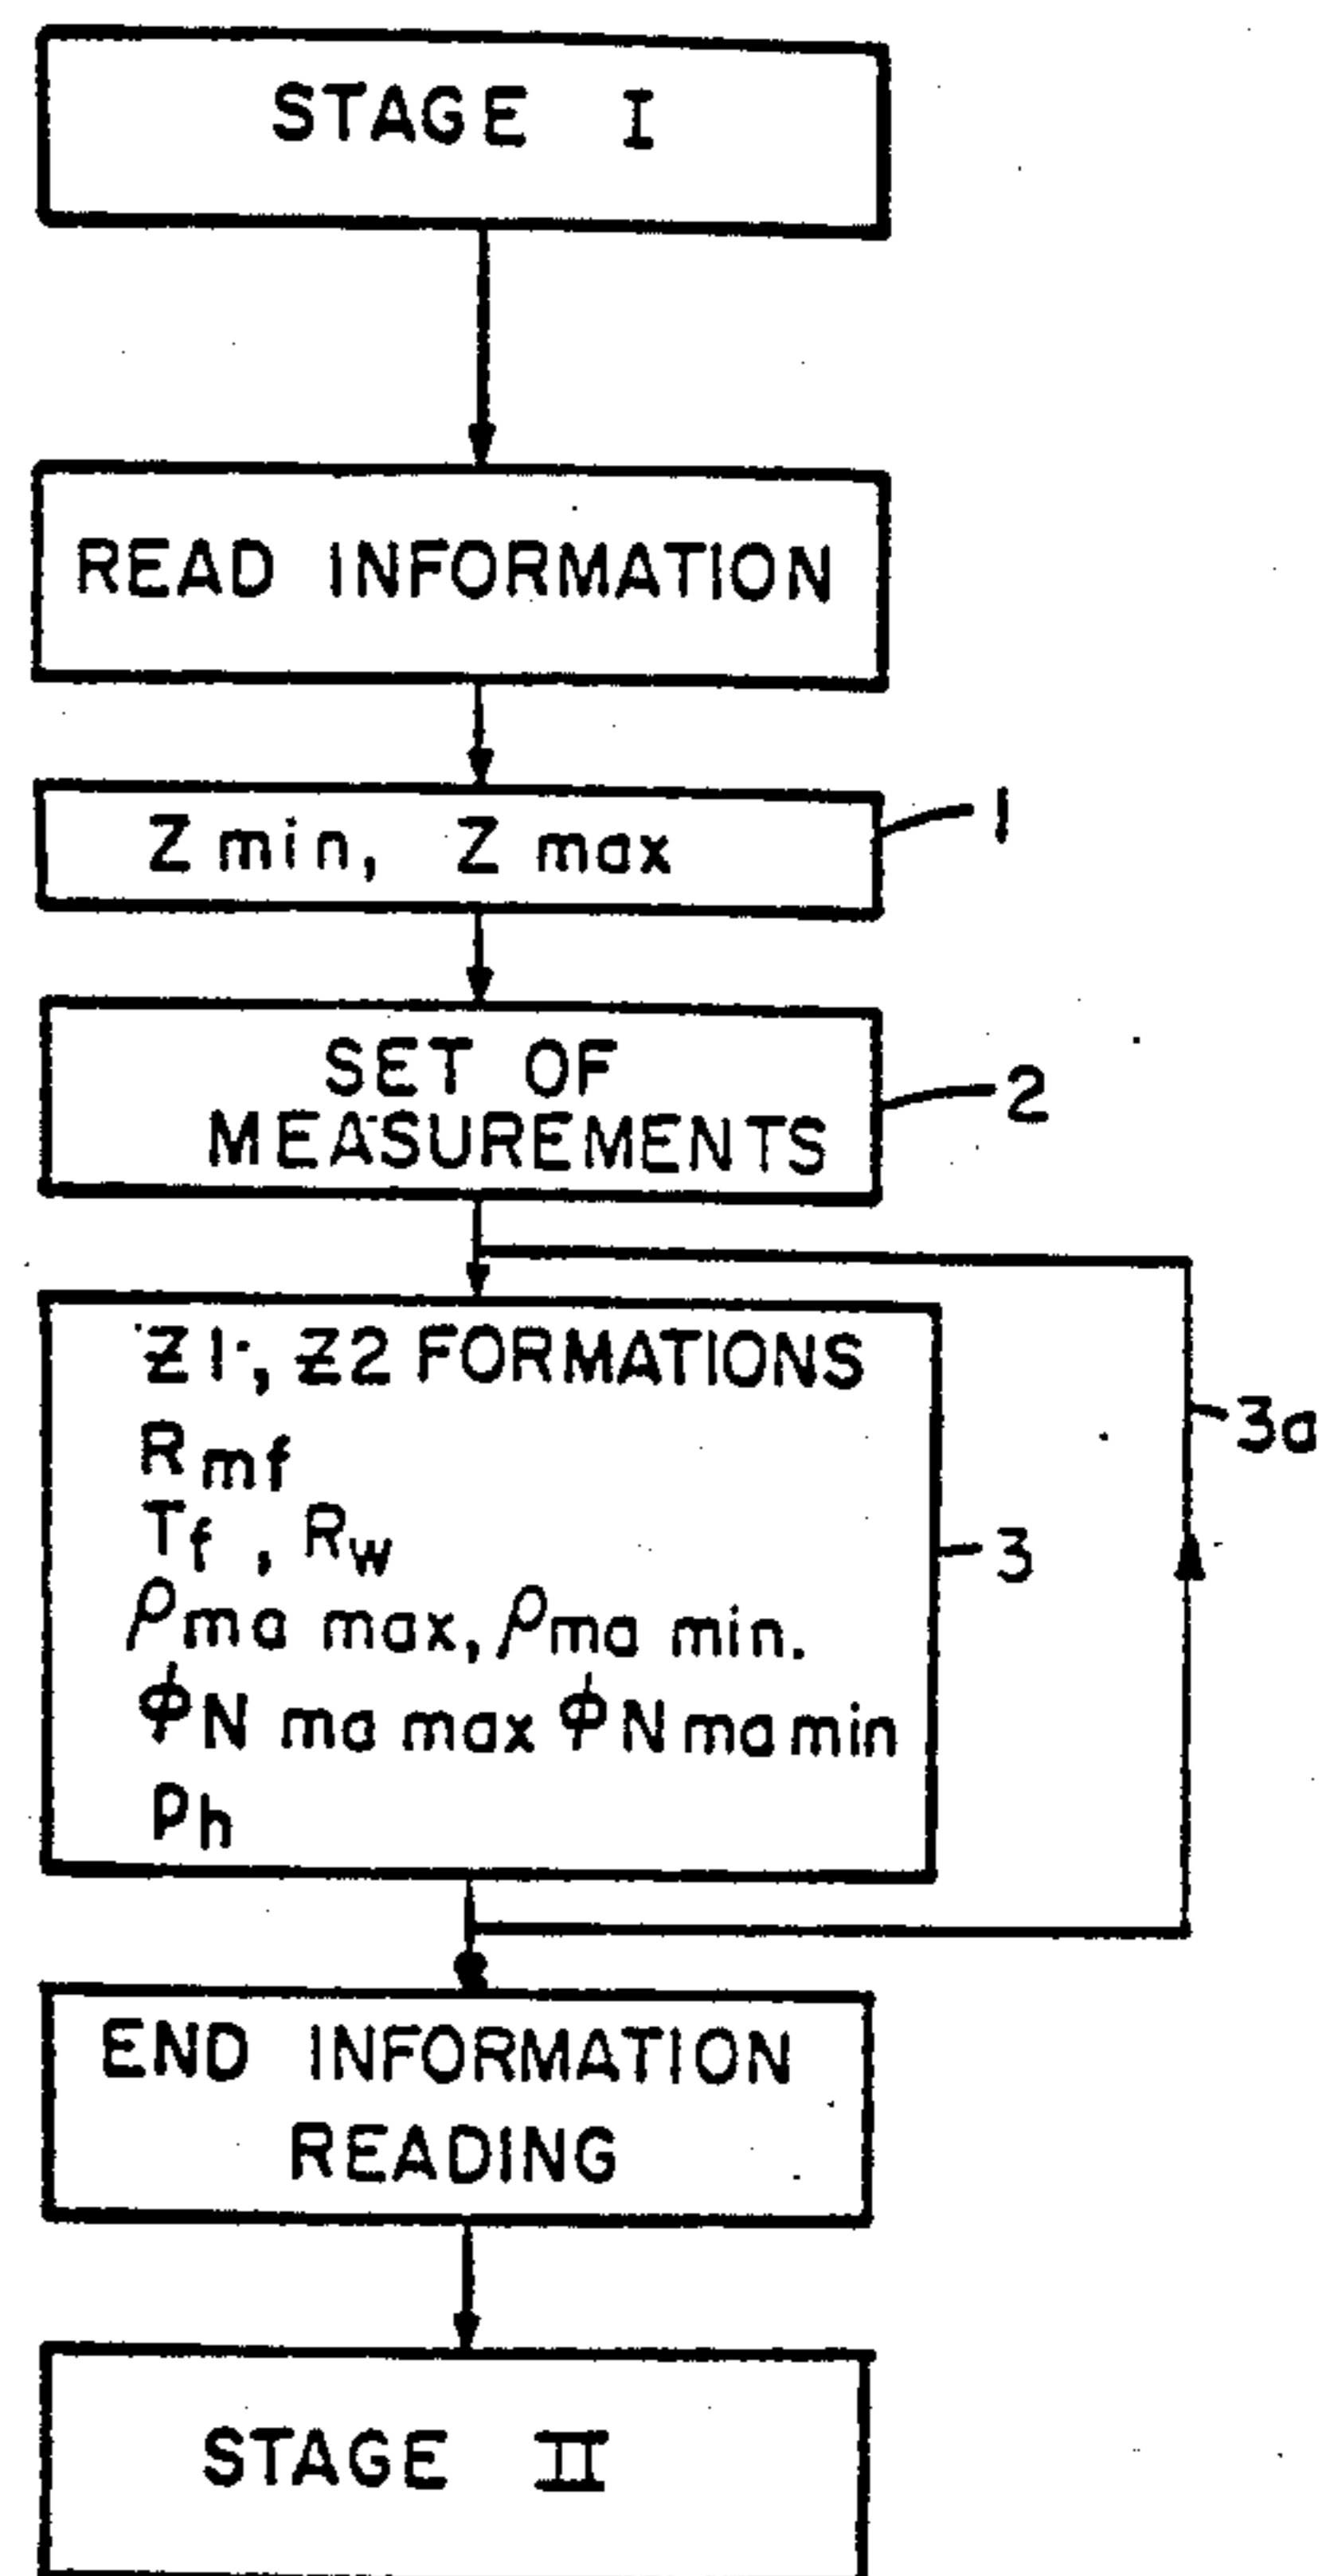 STAGE I
READ INFORMATION
Z min, Z max
1
SET OF
MEASUREMENTS
2
Z1, Z2 FORMATIONS
Rmf
Tf, Rw
ρma max, ρma min.
ϕN ma max ϕN ma min
ρh
3
3a
END INFORMATION
READING
STAGE II